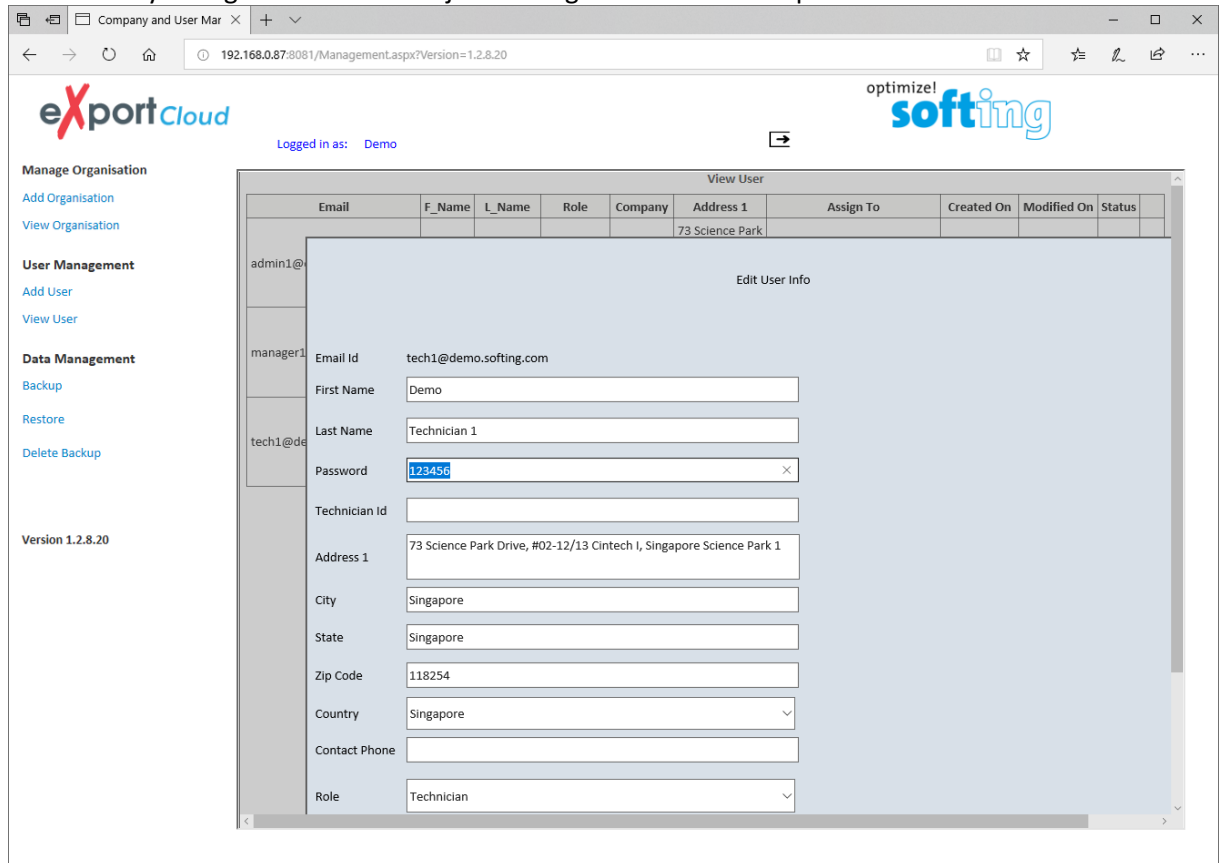 Company and User Mar
192.168.0.87:8081/Management.aspx?Version=1.2.8.20
eXport Cloud
optimize!
softing
Logged in as: Demo
Manage Organisation
Add Organisation
View Organisation
User Management
Add User
View User
Data Management
Backup
Restore
Delete Backup
Version 1.2.8.20
View User
Email F_Name L_Name Role Company Address 1 Assign To Created On Modified On Status
73 Science Park
admin1@
manager1
tech1@de
Edit User Info
Email Id tech1@demo.softing.com
First Name Demo
Last Name Technician 1
Password 123456
Technician Id
Address 1 73 Science Park Drive, #02-12/13 Cintech I, Singapore Science Park 1
City Singapore
State Singapore
Zip Code 118254
Country Singapore
Contact Phone
Role Technician